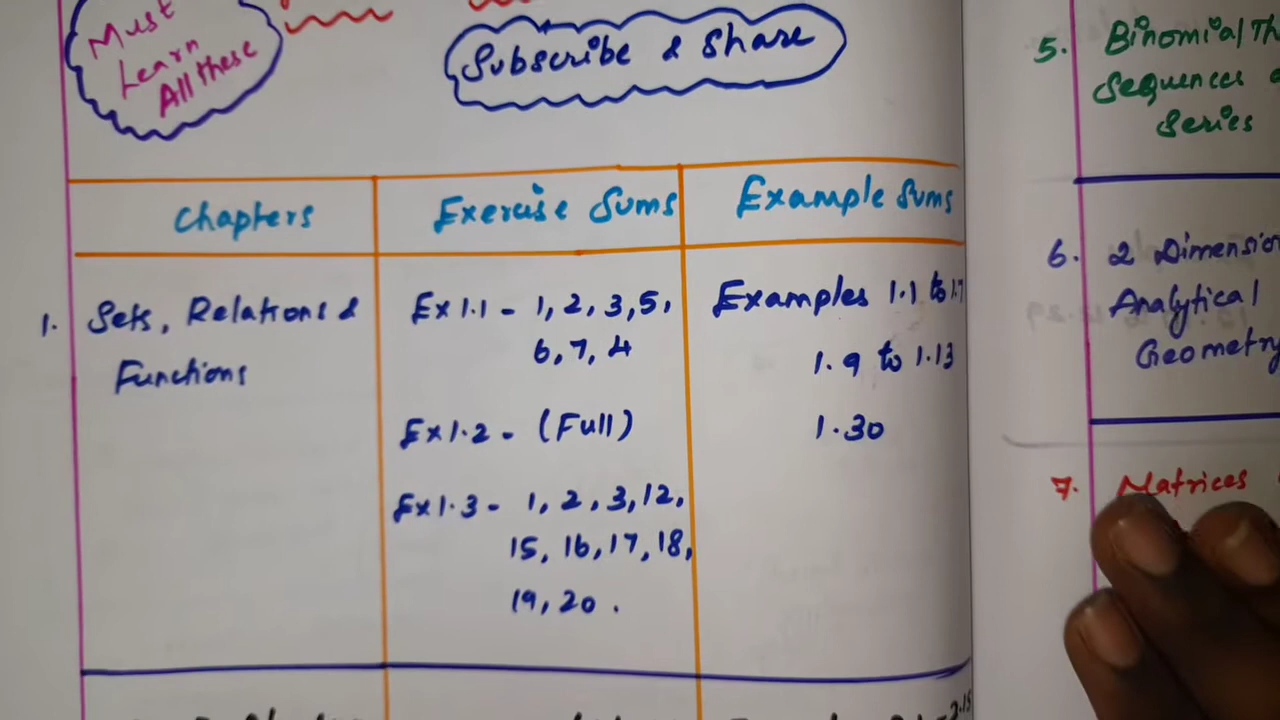 Must
Learn
All these
Subscribe & Share
Chapters
Exercise Sums
Example Sums
1. Sets, Relations &
Functions
Ex 1.1 - 1, 2, 3, 5,
6, 7, 4
Ex 1.2 - (Full)
Ex 1.3 - 1, 2, 3, 12,
15, 16, 17, 18,
19, 20.
Examples 1.1 to 1.7
1.9 to 1.13
1.30
5. Binomial Th
Sequences
Series
6. 2 Dimension
Analytical
Geometry
7. Matrices